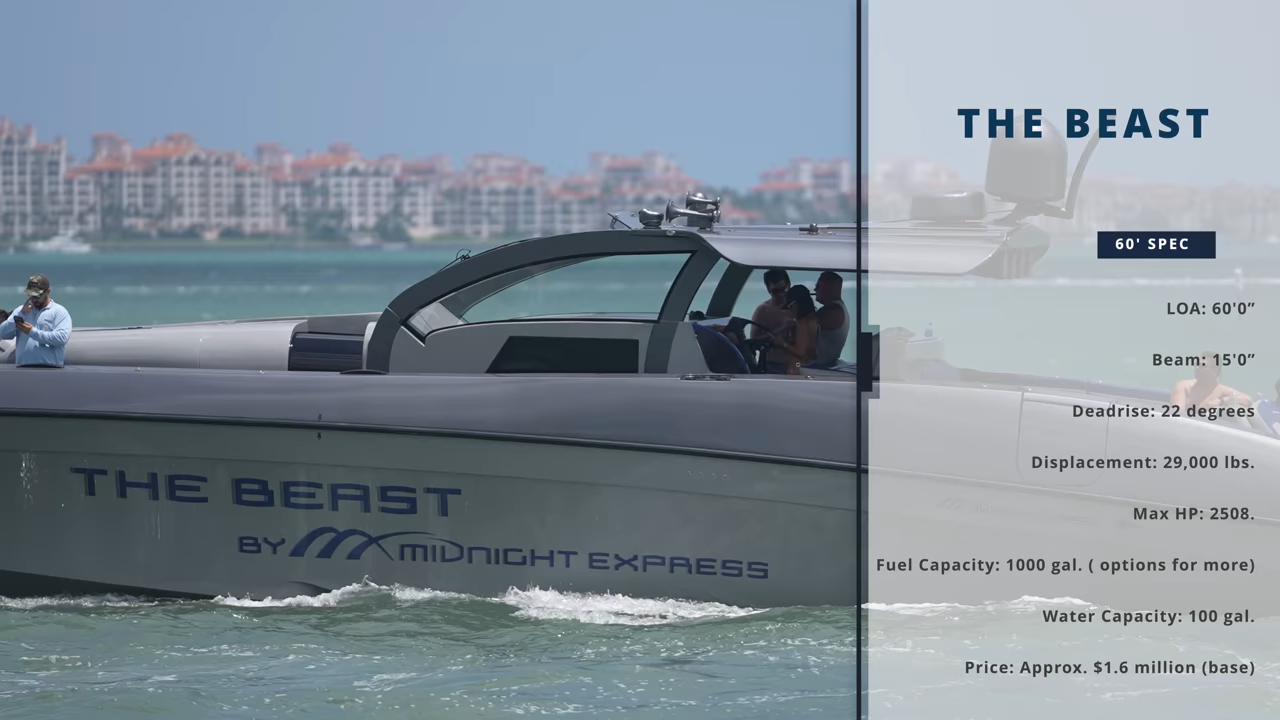 THE BEAST
BY MIDNIGHT EXPRESS
THE BEAST
60' SPEC
LOA: 60'0”
Beam: 15'0”
Deadrise: 22 degrees
Displacement: 29,000 lbs.
Max HP: 2508.
Fuel Capacity: 1000 gal. ( options for more)
Water Capacity: 100 gal.
Price: Approx. $1.6 million (base)